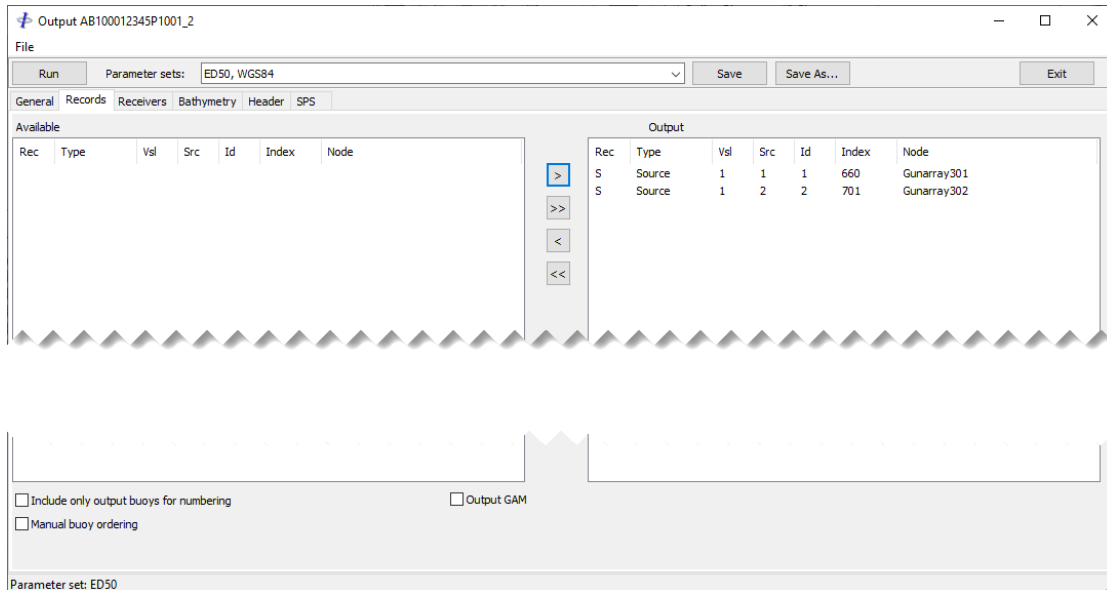 Output AB100012345P1001_2
File
Run Parameter sets: ED50, WGS84 Save Save As... Exit
General Records Receivers Bathymetry Header SPS
Available Output
Rec Type Vsl Src Id Index Node Rec Type Vsl Src Id Index Node
> S Source 1 1 1 660 Gunarray301
S Source 1 2 2 701 Gunarray302
>>
<
<<
Include only output buoys for numbering Output GAM
Manual buoy ordering
Parameter set: ED50